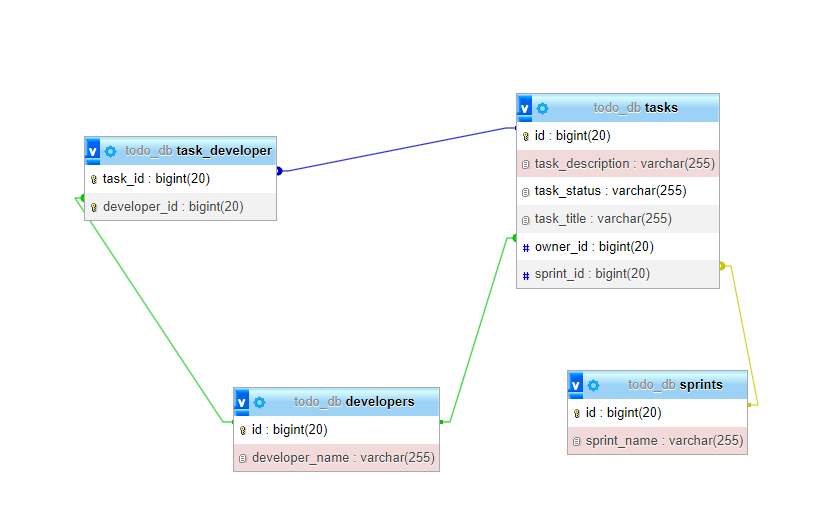 v todo_db task_developer
task_id : bigint(20)
developer_id : bigint(20)
v todo_db tasks
id : bigint(20)
task_description : varchar(255)
task_status : varchar(255)
task_title : varchar(255)
# owner_id : bigint(20)
# sprint_id : bigint(20)
v todo_db developers
id : bigint(20)
developer_name : varchar(255)
v todo_db sprints
id : bigint(20)
sprint_name : varchar(255)